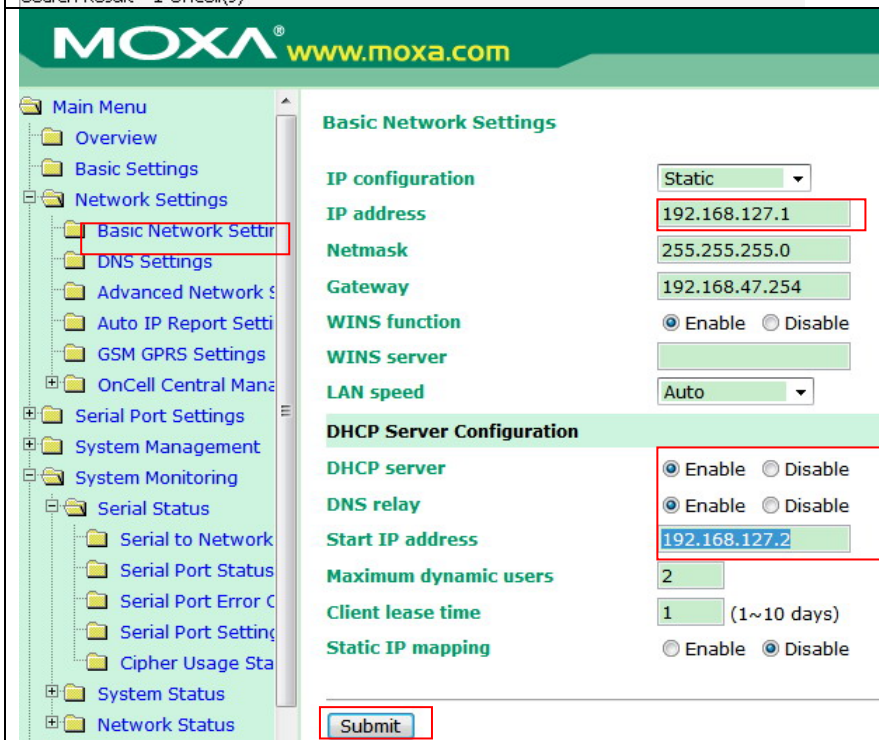 MOXA® www.moxa.com
Main Menu
Overview
Basic Settings
Network Settings
Basic Network Settin
DNS Settings
Advanced Network S
Auto IP Report Setti
GSM GPRS Settings
OnCell Central Mana
Serial Port Settings
System Management
System Monitoring
Serial Status
Serial to Network
Serial Port Status
Serial Port Error C
Serial Port Setting
Cipher Usage Sta
System Status
Network Status
Basic Network Settings
IP configuration Static
IP address 192.168.127.1
Netmask 255.255.255.0
Gateway 192.168.47.254
WINS function Enable Disable
WINS server
LAN speed Auto
DHCP Server Configuration
DHCP server Enable Disable
DNS relay Enable Disable
Start IP address 192.168.127.2
Maximum dynamic users 2
Client lease time 1 (1~10 days)
Static IP mapping Enable Disable
Submit